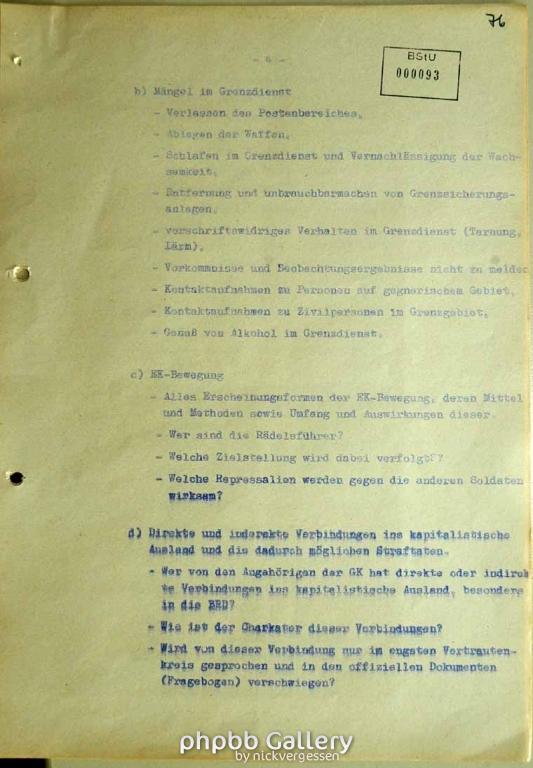 76
BStU
000093
- 6 -
b) Mängel im Grenzdienst
- Verlassen des Postenbereiches,
- Ablegen der Waffen,
- Schlafen im Grenzdienst und Vernachlässigung der Wach-
samkeit,
- Entfernung und unbrauchbarmachen von Grenzsicherungs-
anlagen,
- vorschriftswidriges Verhalten im Grenzdienst (Tarnung,
Lärm),
- Vorkommnisse und Beobachtungsergebnisse nicht zu melden
- Kontaktaufnahmen zu Personen auf gegnerischem Gebiet,
- Kontaktaufnahmen zu Zivilpersonen im Grenzgebiet,
- Genuß von Alkohol im Grenzdienst.
c) EK-Bewegung
- Alles Erscheinungsformen der EK-Bewegung, deren Mittel
und Methoden sowie Umfang und Auswirkungen dieser.
- Wer sind die Rädelsführer?
- Welche Zielstellung wird dabei verfolgt?
- Welche Repressalien werden gegen die anderen Soldaten
wirksam?
d) Direkte und inderekte Verbindungen ins kapitalistische
Ausland und die dadurch möglichen Straftaten.
- Wer von den Angehörigen der GK hat direkte oder indirek
te Verbindungen ins kapitalistische Ausland, besonders
in die BRD?
- Wie ist der Charkater dieser Verbindungen?
- Wird von dieser Verbindung nur im engsten Vertrauten-
kreis gesprochen und in den offiziellen Dokumenten
(Fragebogen) verschwiegen?
phpbb Gallery
by nickvergessen